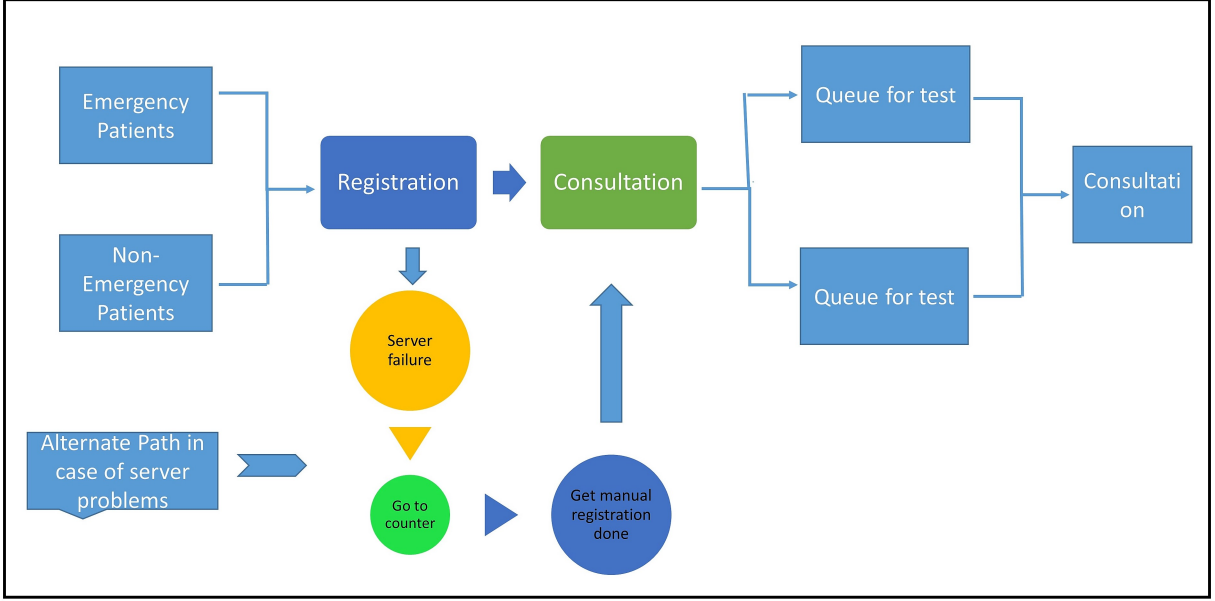 Emergency
Patients
Non-
Emergency
Patients
Registration
Consultation
Queue for test
Queue for test
Consultati
on
Server
failure
Alternate Path in
case of server
problems
Go to
counter
Get manual
registration
done